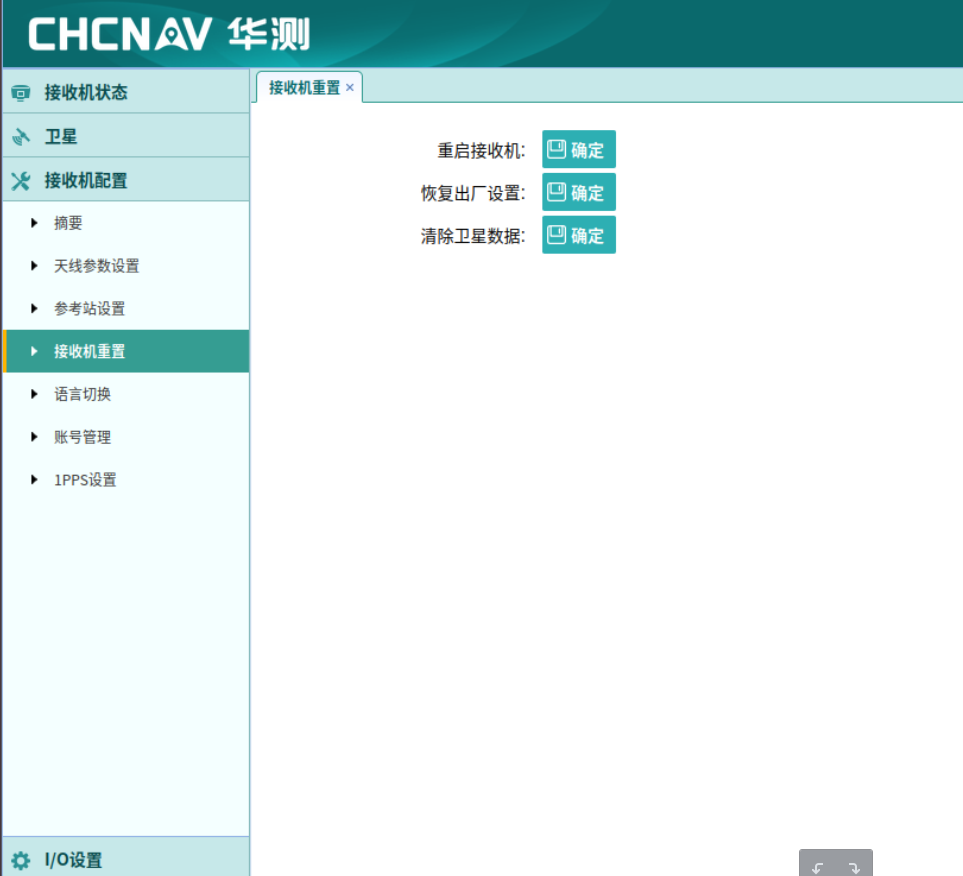 CHCNAV 华测
接收机状态
卫星
接收机配置
摘要
天线参数设置
参考站设置
接收机重置
语言切换
账号管理
1PPS设置
I/O设置
接收机重置 ×
重启接收机: 确定
恢复出厂设置: 确定
清除卫星数据: 确定